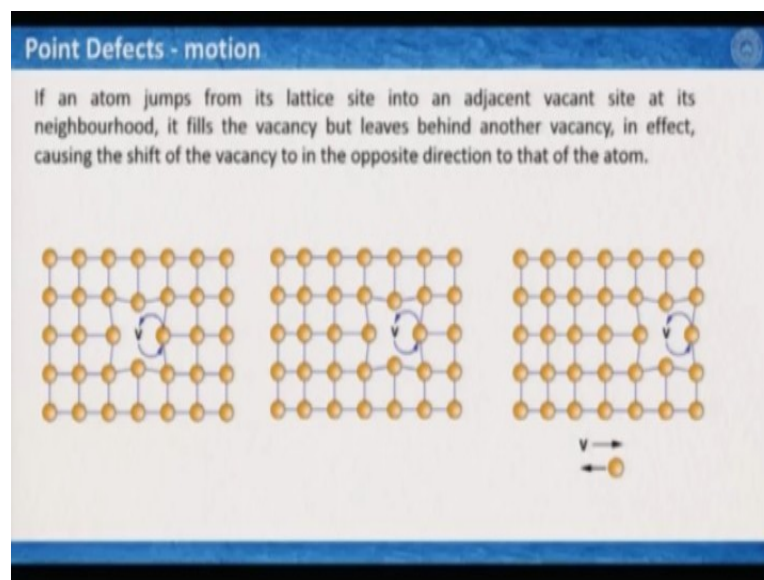 Point Defects - motion
If an atom jumps from its lattice site into an adjacent vacant site at its
neighbourhood, it fills the vacancy but leaves behind another vacancy, in effect,
causing the shift of the vacancy to in the opposite direction to that of the atom.
V V V
V